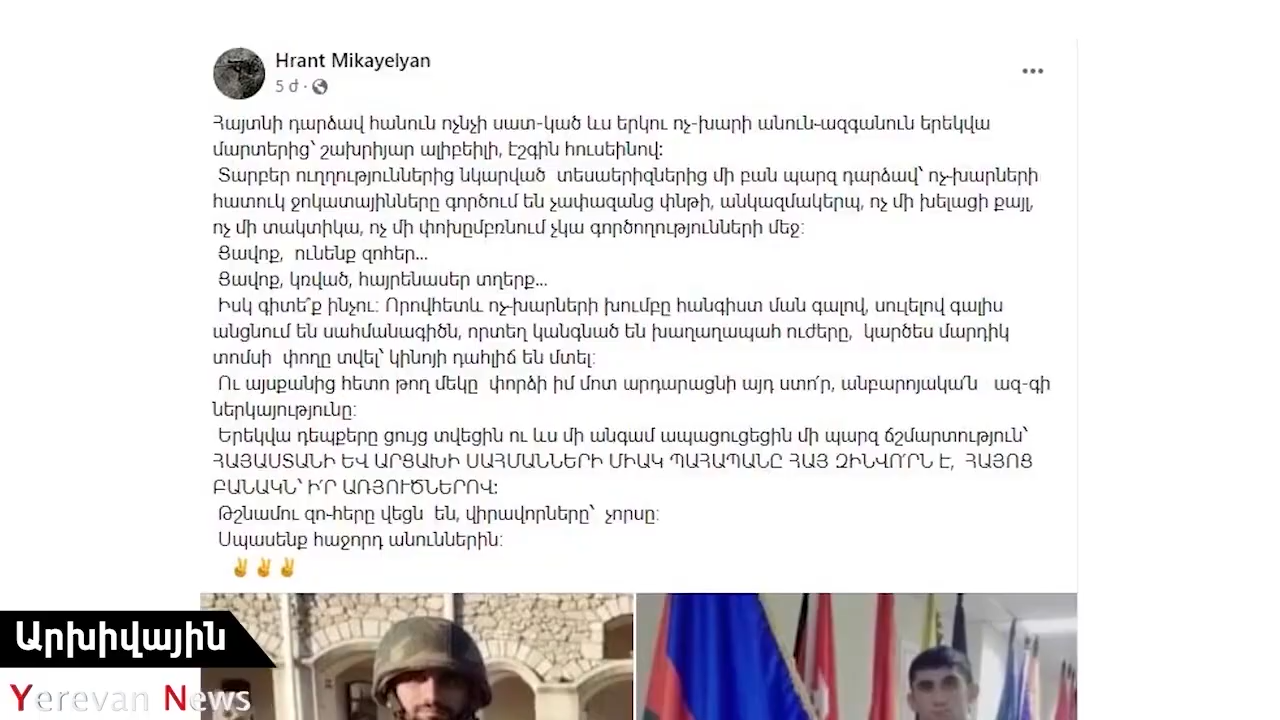 Hrant Mikayelyan
5 ժ ·
Հայտնի դարձավ հանուն ոչնչի սատ-կած ևս երկու ոչ-խարի անուն-ազգանուն երեկվա
մարտերից՝ շախրիյար ալիբեիլի, էշգին հուսեինով:
Տարբեր ուղղություններից նկարված տեսաերիզներից մի բան պարզ դարձավ՝ ոչ-խարների
հատուկ ջոկատայինները գործում են չափազանց փնթի, անկազմակերպ, ոչ մի խելացի քայլ,
ոչ մի տակտիկա, ոչ մի փոխըմբռնում չկա գործողությունների մեջ։
Ցավոք, ունենք զոհեր...
Ցավոք, կռված, հայրենասեր տղերք...
Իսկ գիտե՞ք ինչու։ Որովհետև ոչ-խարների խումբը հանգիստ ման գալով, սուլելով գալիս
անցնում են սահմանագիծն, որտեղ կանգնած են խաղաղապահ ուժերը, կարծես մարդիկ
տոմսի փողը տվել՝ կինոյի դահլիճ են մտել։
Ու այսքանից հետո թող մեկը փորձի իմ մոտ արդարացնի այդ ստո՛ր, անբարոյակա՛ն ազ-գի
ներկայությունը։
Երեկվա դեպքերը ցույց տվեցին ու ևս մի անգամ ապացուցեցին մի պարզ ճշմարտություն՝
ՀԱՅԱՍՏԱՆԻ ԵՎ ԱՐՑԱԽԻ ՍԱՀՄԱՆՆԵՐԻ ՄԻԱԿ ՊԱՀԱՊԱՆԸ ՀԱՅ ԶԻՆՎՈ՛ՐՆ Է, ՀԱՅՈՑ
ԲԱՆԱԿՆ՝ Ի՛Ր ԱՌՅՈՒԾՆԵՐՈՎ:
Թշնամու զո-հերը վեցն են, վիրավորները՝ չորսը։
Սպասենք հաջորդ անուններին։
✌✌✌
Արխիվային
Yerevan News